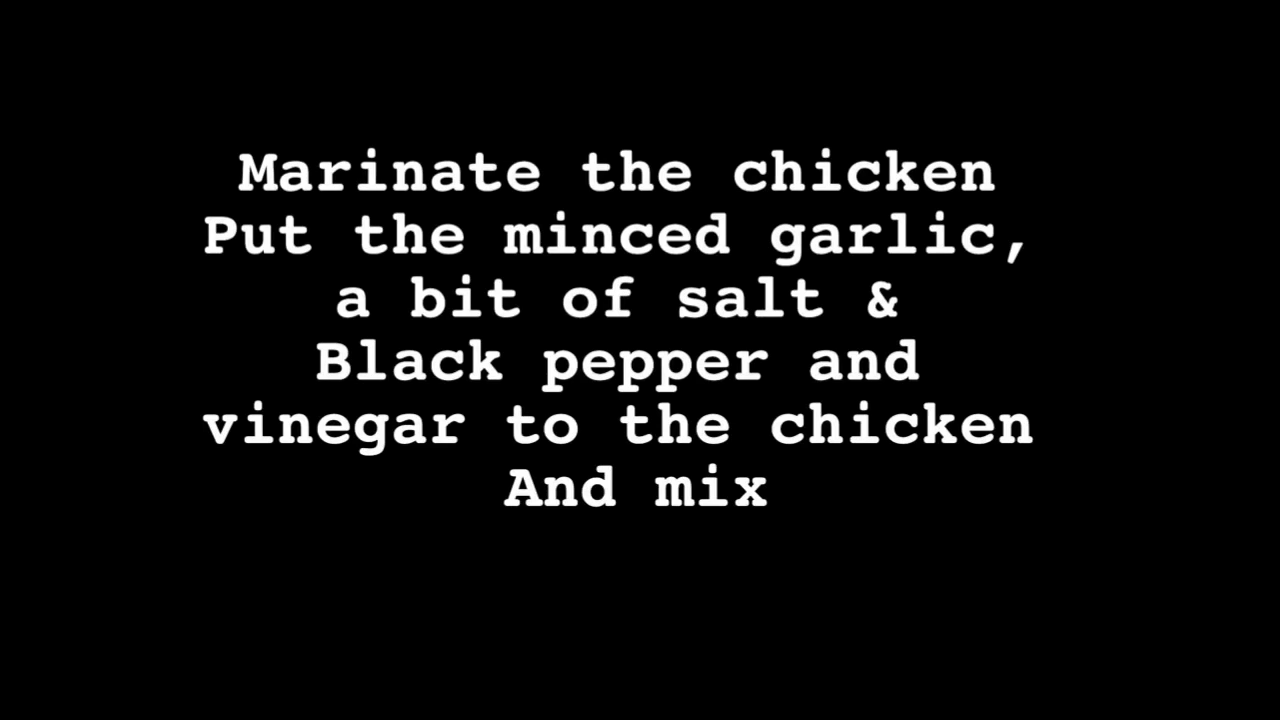 Marinate the chicken
Put the minced garlic,
a bit of salt &
Black pepper and
vinegar to the chicken
And mix